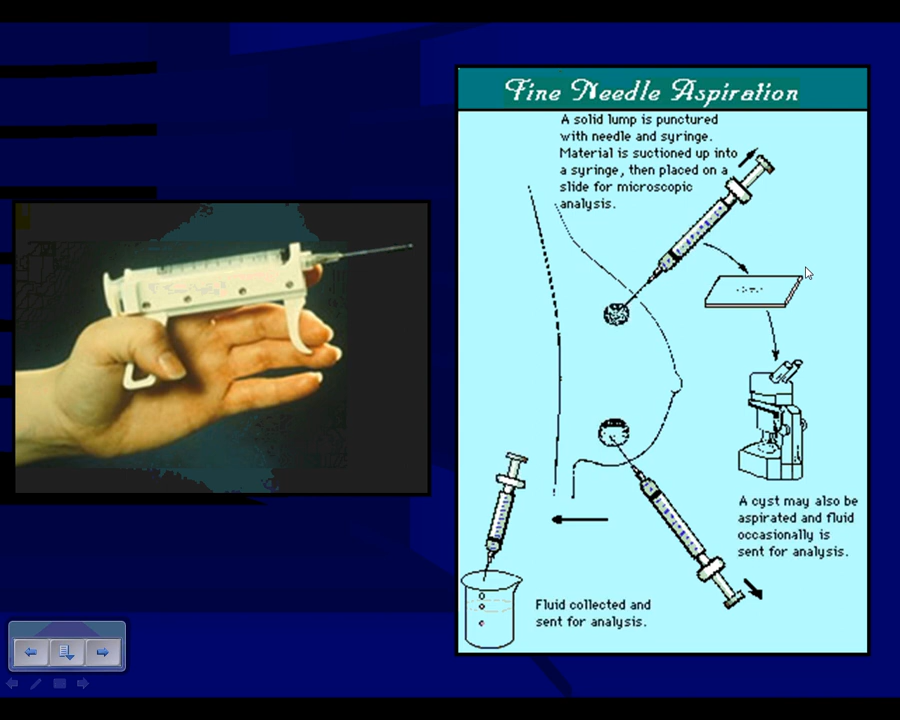 Fine Needle Aspiration
A solid lump is punctured
with needle and syringe.
Material is suctioned up into
a syringe, then placed on a
slide for microscopic
analysis.
A cyst may also be
aspirated and fluid
occasionally is
sent for analysis.
Fluid collected and
sent for analysis.